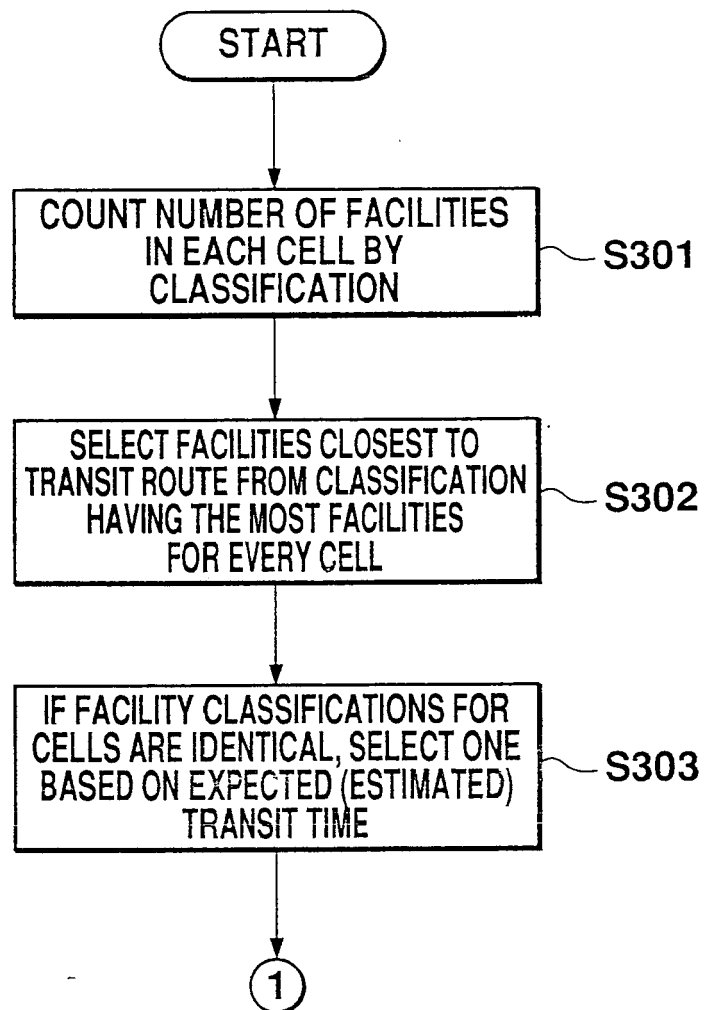 START
COUNT NUMBER OF FACILITIES
IN EACH CELL BY
CLASSIFICATION
S301
SELECT FACILITIES CLOSEST TO
TRANSIT ROUTE FROM CLASSIFICATION
HAVING THE MOST FACILITIES
FOR EVERY CELL
S302
IF FACILITY CLASSIFICATIONS FOR
CELLS ARE IDENTICAL, SELECT ONE
BASED ON EXPECTED (ESTIMATED)
TRANSIT TIME
S303
1